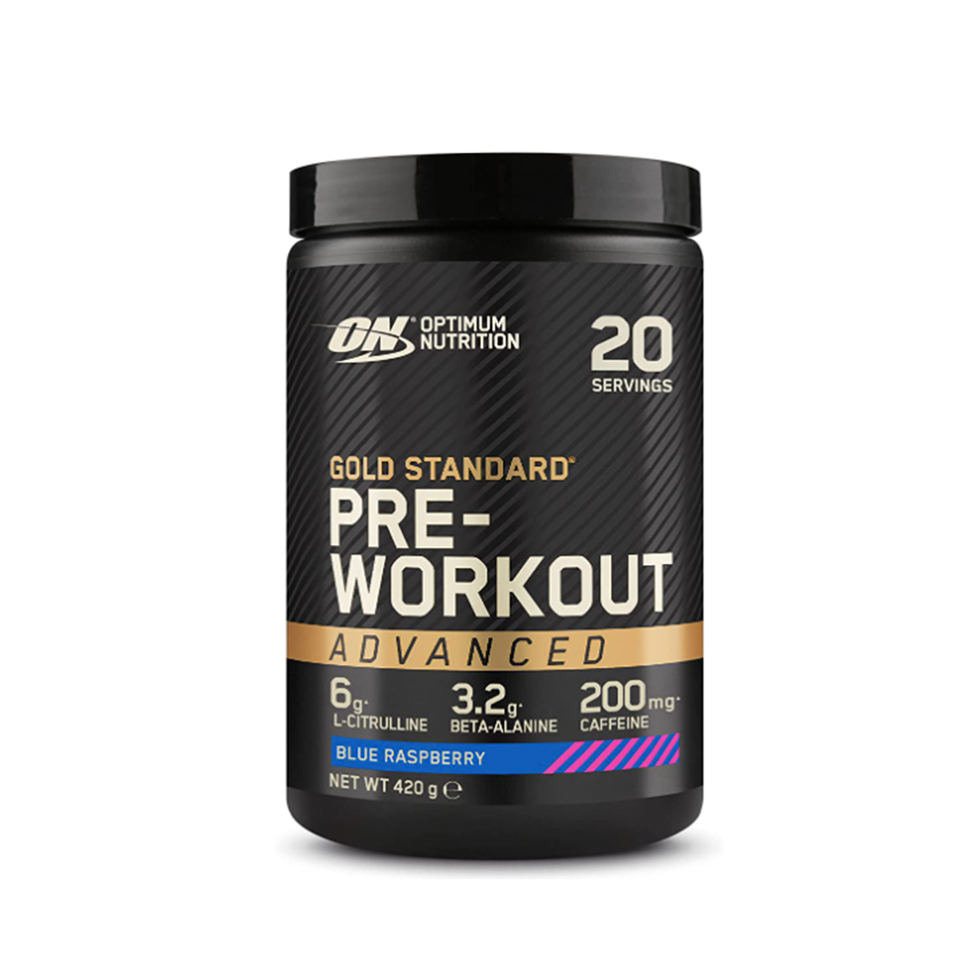 ON® OPTIMUM
NUTRITION
20
SERVINGS
GOLD STANDARD®
PRE-
WORKOUT
ADVANCED
6g* 3.2g* 200mg*
L-CITRULLINE BETA-ALANINE CAFFEINE
BLUE RASPBERRY
NET WT 420 g ℮